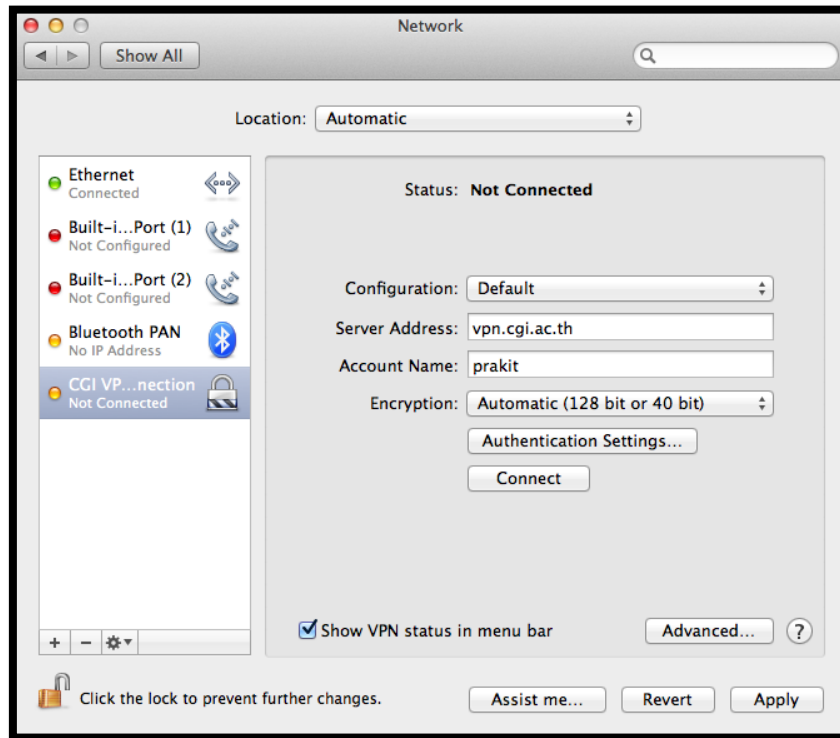 Network
Show All
Location: Automatic
Ethernet
Connected
Built-i...Port (1)
Not Configured
Built-i...Port (2)
Not Configured
Bluetooth PAN
No IP Address
CGI VP...nection
Not Connected
Status: Not Connected
Configuration: Default
Server Address: vpn.cgi.ac.th
Account Name: prakit
Encryption: Automatic (128 bit or 40 bit)
Authentication Settings...
Connect
Show VPN status in menu bar
Advanced...
?
Click the lock to prevent further changes.
Assist me...
Revert
Apply